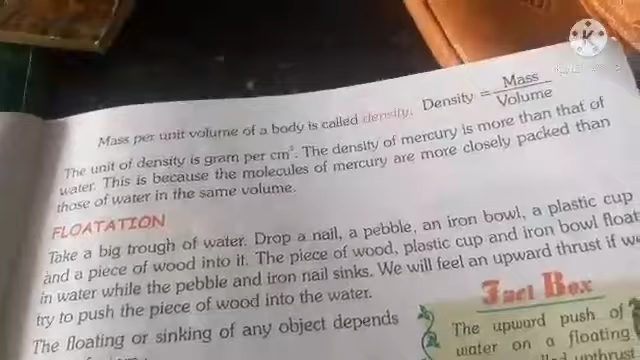 Mass per unit volume of a body is called density. Density = Mass / Volume
The unit of density is gram per cm³. The density of mercury is more than that of
water. This is because the molecules of mercury are more closely packed than
those of water in the same volume.
FLOATATION
Take a big trough of water. Drop a nail, a pebble, an iron bowl, a plastic cup
and a piece of wood into it. The piece of wood, plastic cup and iron bowl float
in water while the pebble and iron nail sinks. We will feel an upward thrust if we
try to push the piece of wood into the water.
The floating or sinking of any object depends
Fact Box
The upward push of
water on a floating
upthrust
K